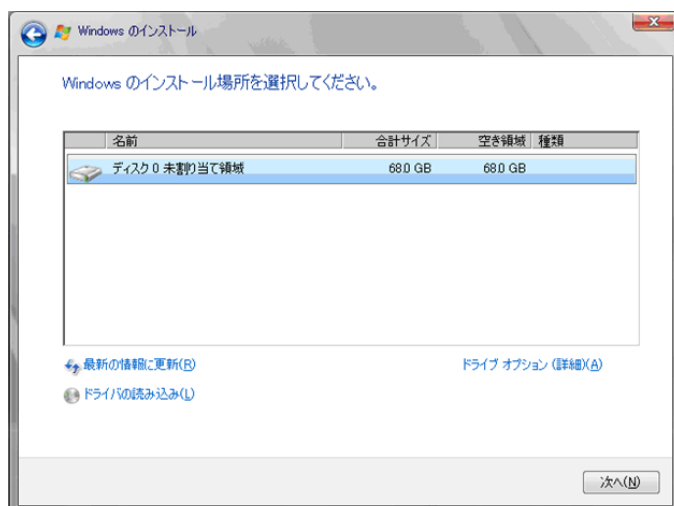 Windows のインストール
Windows のインストール場所を選択してください。
名前 合計サイズ 空き領域 種類
ディスク 0 未割り当て領域 68.0 GB 68.0 GB
最新の情報に更新(R) ドライブ オプション (詳細)(A)
ドライバの読み込み(L)
次へ(N)